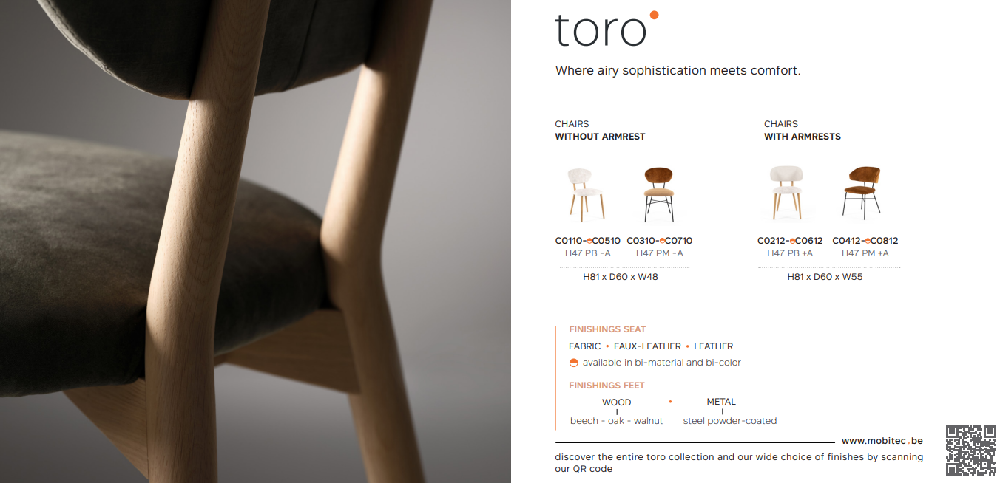 toro
Where airy sophistication meets comfort.
CHAIRS
WITHOUT ARMREST
C0110-C0510 C0310-C0710
H47 PB -A H47 PM -A
H81 x D60 x W48
CHAIRS
WITH ARMRESTS
C0212-C0612 C0412-C0812
H47 PB +A H47 PM +A
H81 x D60 x W55
FINISHINGS SEAT
FABRIC • FAUX-LEATHER • LEATHER
available in bi-material and bi-color
FINISHINGS FEET
WOOD • METAL
beech - oak - walnut steel powder-coated
www.mobitec.be
discover the entire toro collection and our wide choice of finishes by scanning
our QR code